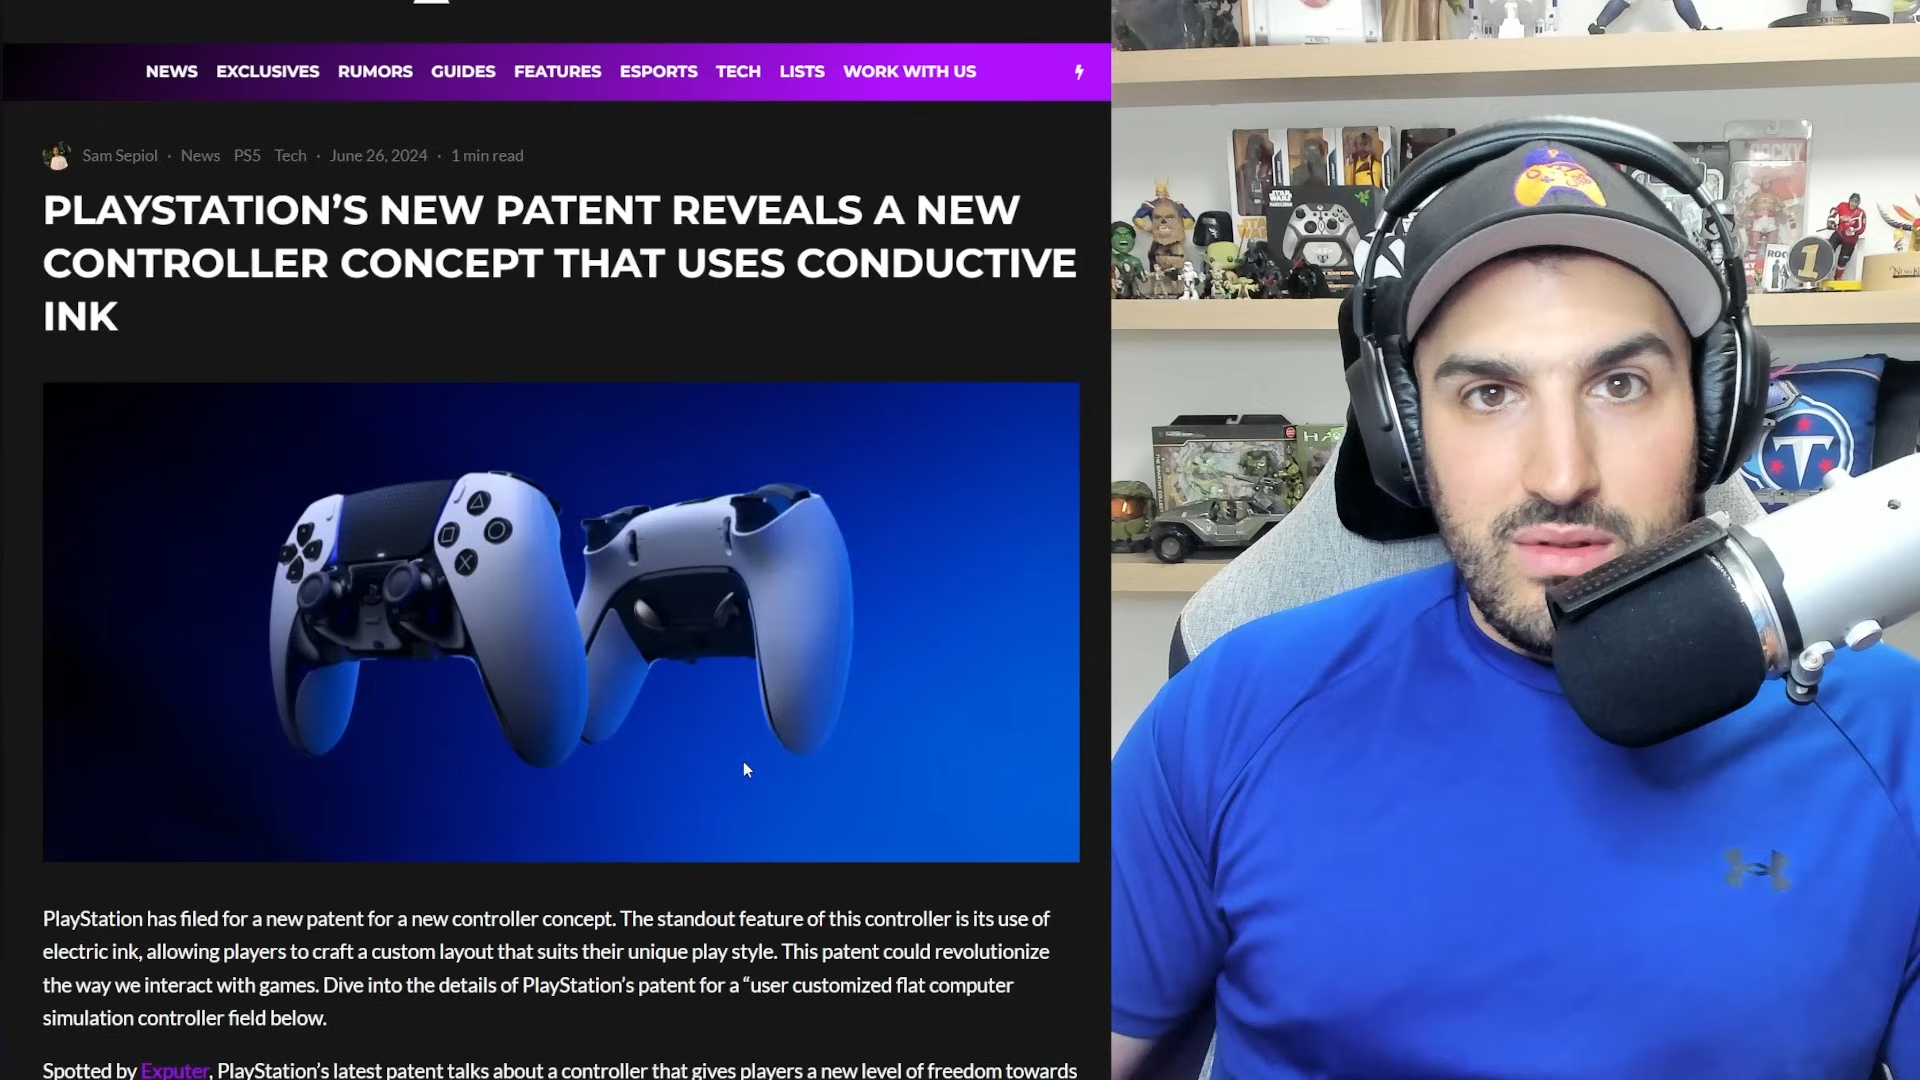 NEWS EXCLUSIVES RUMORS GUIDES FEATURES ESPORTS TECH LISTS WORK WITH US
Sam Sepiol · News PS5 Tech · June 26, 2024 · 1 min read
PLAYSTATION’S NEW PATENT REVEALS A NEW
CONTROLLER CONCEPT THAT USES CONDUCTIVE
INK
PlayStation has filed for a new patent for a new controller concept. The standout feature of this controller is its use of
electric ink, allowing players to craft a custom layout that suits their unique play style. This patent could revolutionize
the way we interact with games. Dive into the details of PlayStation’s patent for a “user customized flat computer
simulation controller field below.
Spotted by Exputer, PlayStation’s latest patent talks about a controller that gives players a new level of freedom towards
STAR
WARS
ROCKY
1
T